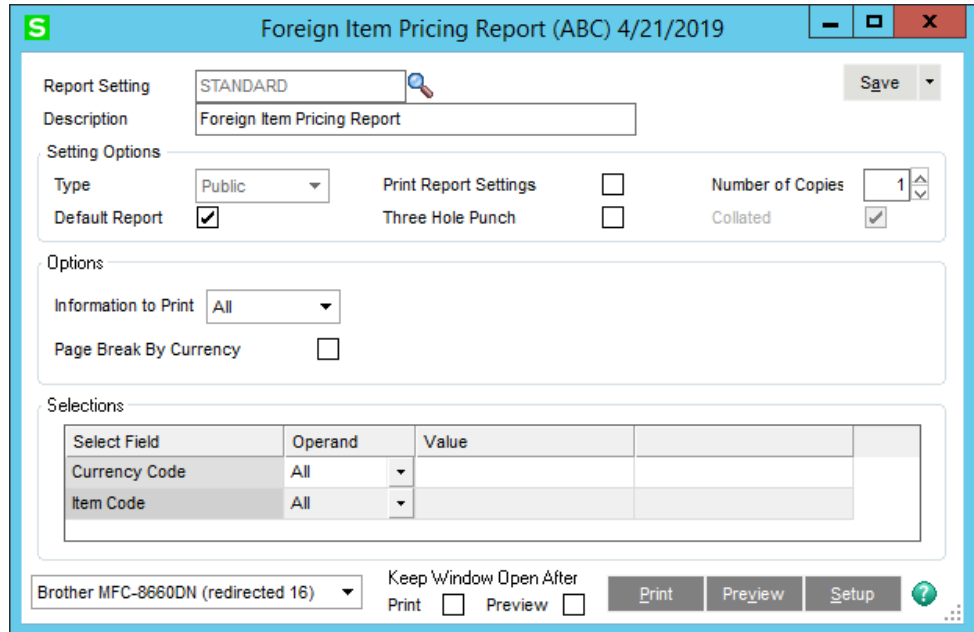 S Foreign Item Pricing Report (ABC) 4/21/2019 X
Report Setting STANDARD Save
Description Foreign Item Pricing Report
Setting Options
Type Public Print Report Settings Number of Copies 1
Default Report Three Hole Punch Collated
Options
Information to Print All
Page Break By Currency
Selections
Select Field Operand Value
Currency Code All
Item Code All
Brother MFC-8660DN (redirected 16) Keep Window Open After
Print Preview Print Preview Setup ?